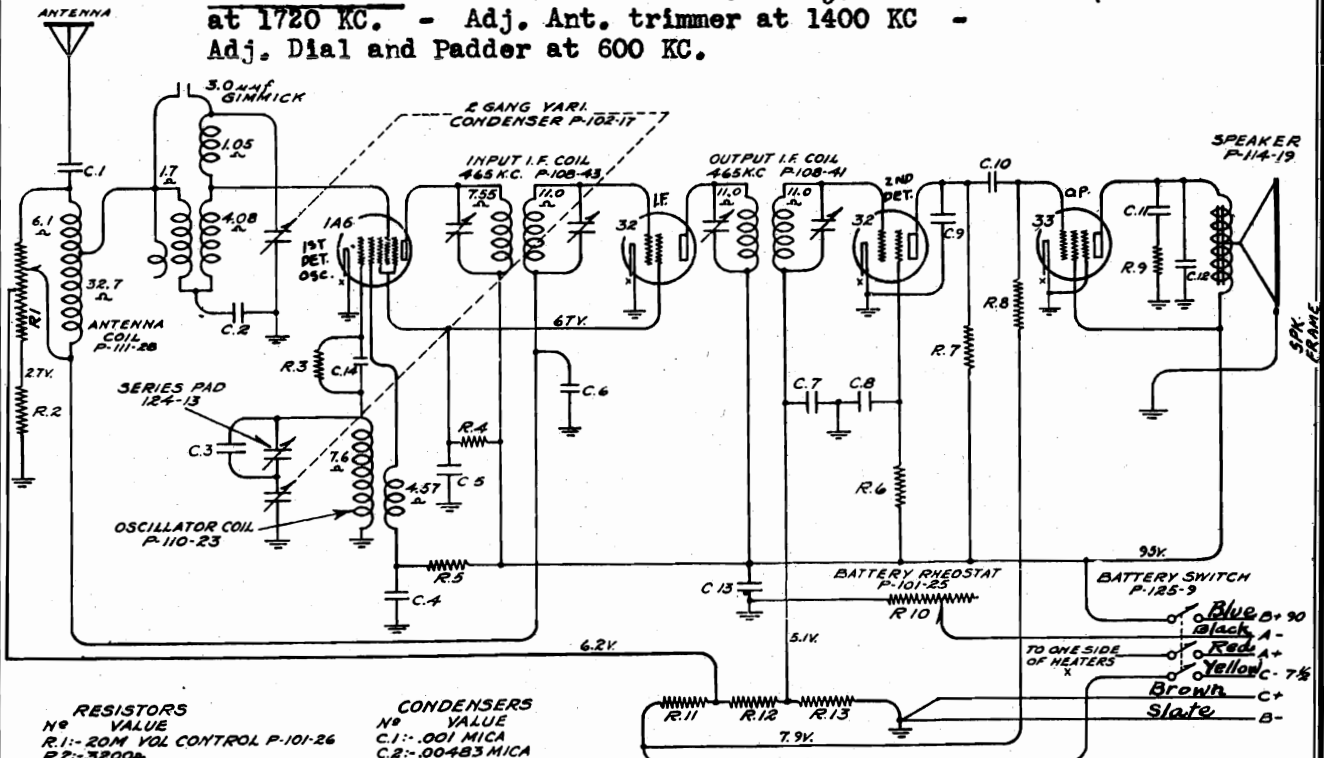 at 1720 KC. - Adj. Ant. trimmer at 1400 KC -
Adj. Dial and Padder at 600 KC.
ANTENNA
3.0 μμf
GIMMICK
2 GANG VARI.
CONDENSER P-102-17
INPUT I.F. COIL
465 K.C. P-108-43
OUTPUT I.F. COIL
465 KC P-108-41
SPEAKER
P-114-19
C.1
1.7
Ω
1.05
Ω
4.08
Ω
6.1
Ω
32.7
Ω
R1
ANTENNA
COIL
P-111-28
27V.
R.2
C.2
1A6
1ST
DET.
OSC.
x
7.55
Ω
11.0
Ω
I.F.
32
x
11.0
Ω
11.0
Ω
2ND
DET.
32
x
C.9
C.10
O.P.
33
x
C.11
R.9
C.12
SPK.
FRAME
67V.
R.3
C.14
SERIES PAD
124-13
C.3
7.6
Ω
4.57
Ω
OSCILLATOR COIL
P-110-23
R.4
C 5
C.6
C.7
C.8
R.6
R.7
R.8
R.5
C.4
93V.
C 13
BATTERY RHEOSTAT
P-101-25
R10
BATTERY SWITCH
P-125-9
Blue B+ 90
Black A-
Red A+
Yellow C- 7½
Brown C+
Slate B-
TO ONE SIDE
OF HEATERS
x
6.2V.
5.1V.
R.11
R.12
R.13
7.9V.
RESISTORS
Nº VALUE
R.1:-20M VOL CONTROL P-101-26
R.2:-3200Ω
CONDENSERS
Nº VALUE
C.1:-.001 MICA
C.2:-.00483 MICA